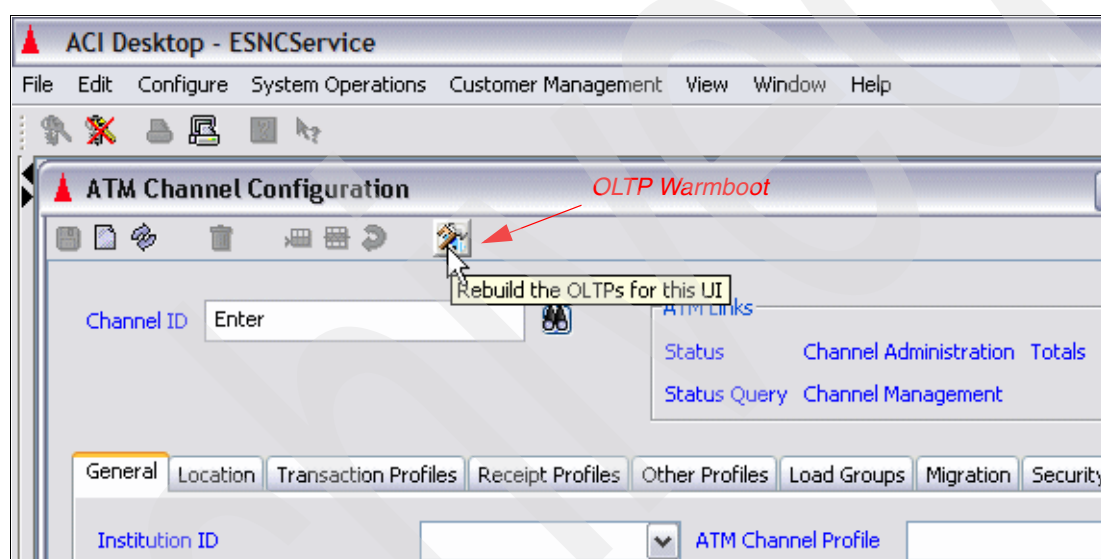 ACI Desktop - ESNCService
File Edit Configure System Operations Customer Management View Window Help
ATM Channel Configuration
OLTP Warmboot
Rebuild the OLTPs for this UI
Channel ID Enter
ATM Links
Status Channel Administration Totals
Status Query Channel Management
General Location Transaction Profiles Receipt Profiles Other Profiles Load Groups Migration Security
Institution ID ATM Channel Profile